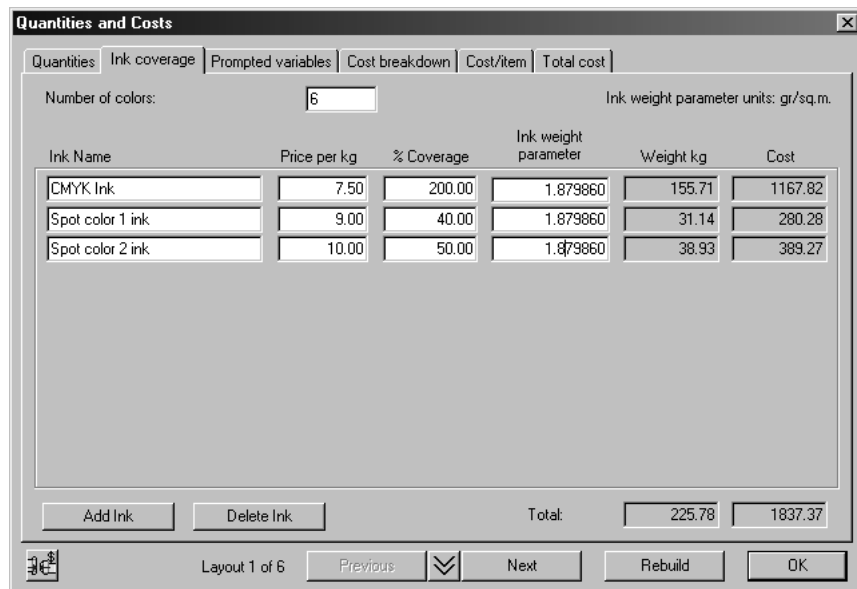 Quantities and Costs
Quantities Ink coverage Prompted variables Cost breakdown Cost/item Total cost
Number of colors: 6 Ink weight parameter units: gr/sq.m.
Ink Name Price per kg % Coverage Ink weight parameter Weight kg Cost
CMYK Ink 7.50 200.00 1.879860 155.71 1167.82
Spot color 1 ink 9.00 40.00 1.879860 31.14 280.28
Spot color 2 ink 10.00 50.00 1.879860 38.93 389.27
Add Ink Delete Ink Total: 225.78 1837.37
Layout 1 of 6 Previous Next Rebuild OK